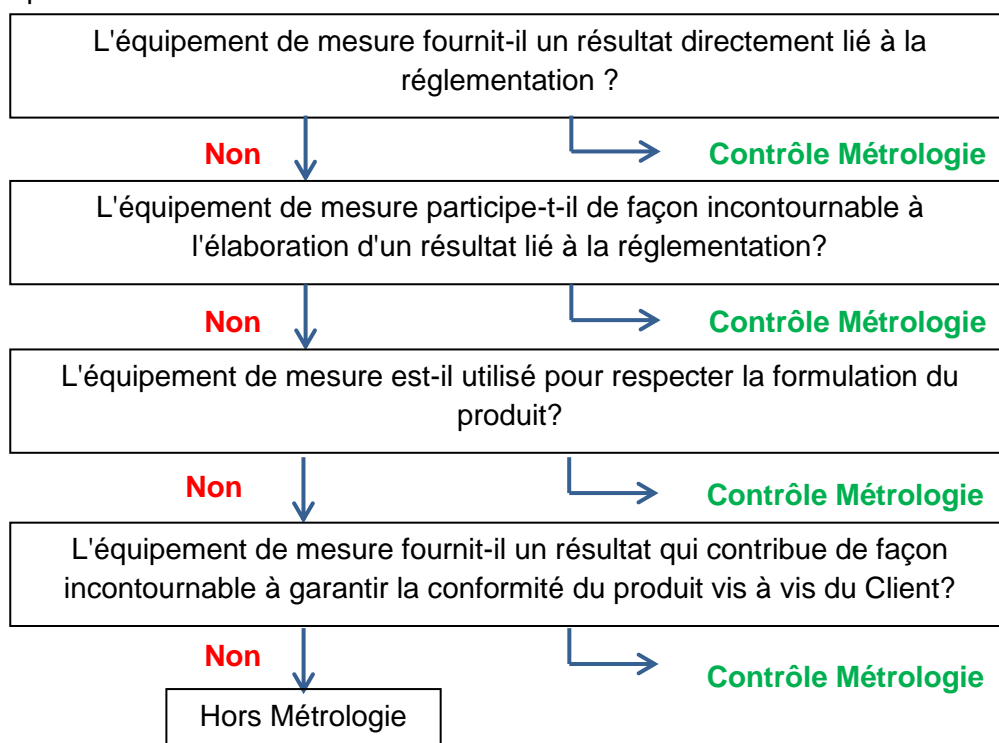 L'équipement de mesure fournit-il un résultat directement lié à la
réglementation ?
Non
Contrôle Métrologie
L'équipement de mesure participe-t-il de façon incontournable à
l'élaboration d'un résultat lié à la réglementation?
Non
Contrôle Métrologie
L'équipement de mesure est-il utilisé pour respecter la formulation du
produit?
Non
Contrôle Métrologie
L'équipement de mesure fournit-il un résultat qui contribue de façon
incontournable à garantir la conformité du produit vis à vis du Client?
Non
Contrôle Métrologie
Hors Métrologie